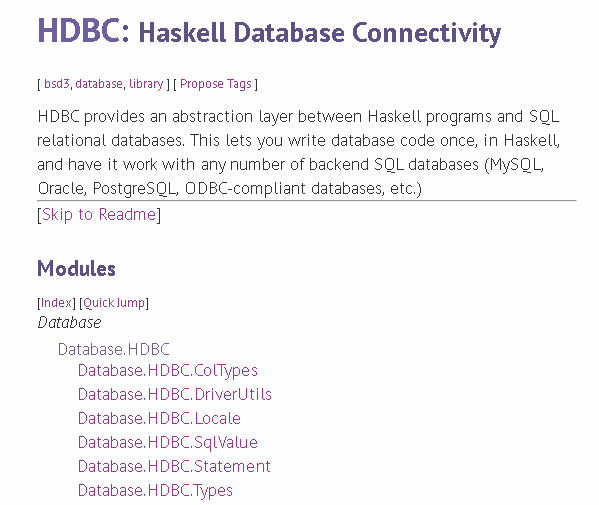 HDBC: Haskell Database Connectivity
[ bsd3, database, library ] [ Propose Tags ]
HDBC provides an abstraction layer between Haskell programs and SQL
relational databases. This lets you write database code once, in Haskell,
and have it work with any number of backend SQL databases (MySQL,
Oracle, PostgreSQL, ODBC-compliant databases, etc.)
[Skip to Readme]
Modules
[Index] [Quick Jump]
Database
Database.HDBC
Database.HDBC.ColTypes
Database.HDBC.DriverUtils
Database.HDBC.Locale
Database.HDBC.SqlValue
Database.HDBC.Statement
Database.HDBC.Types